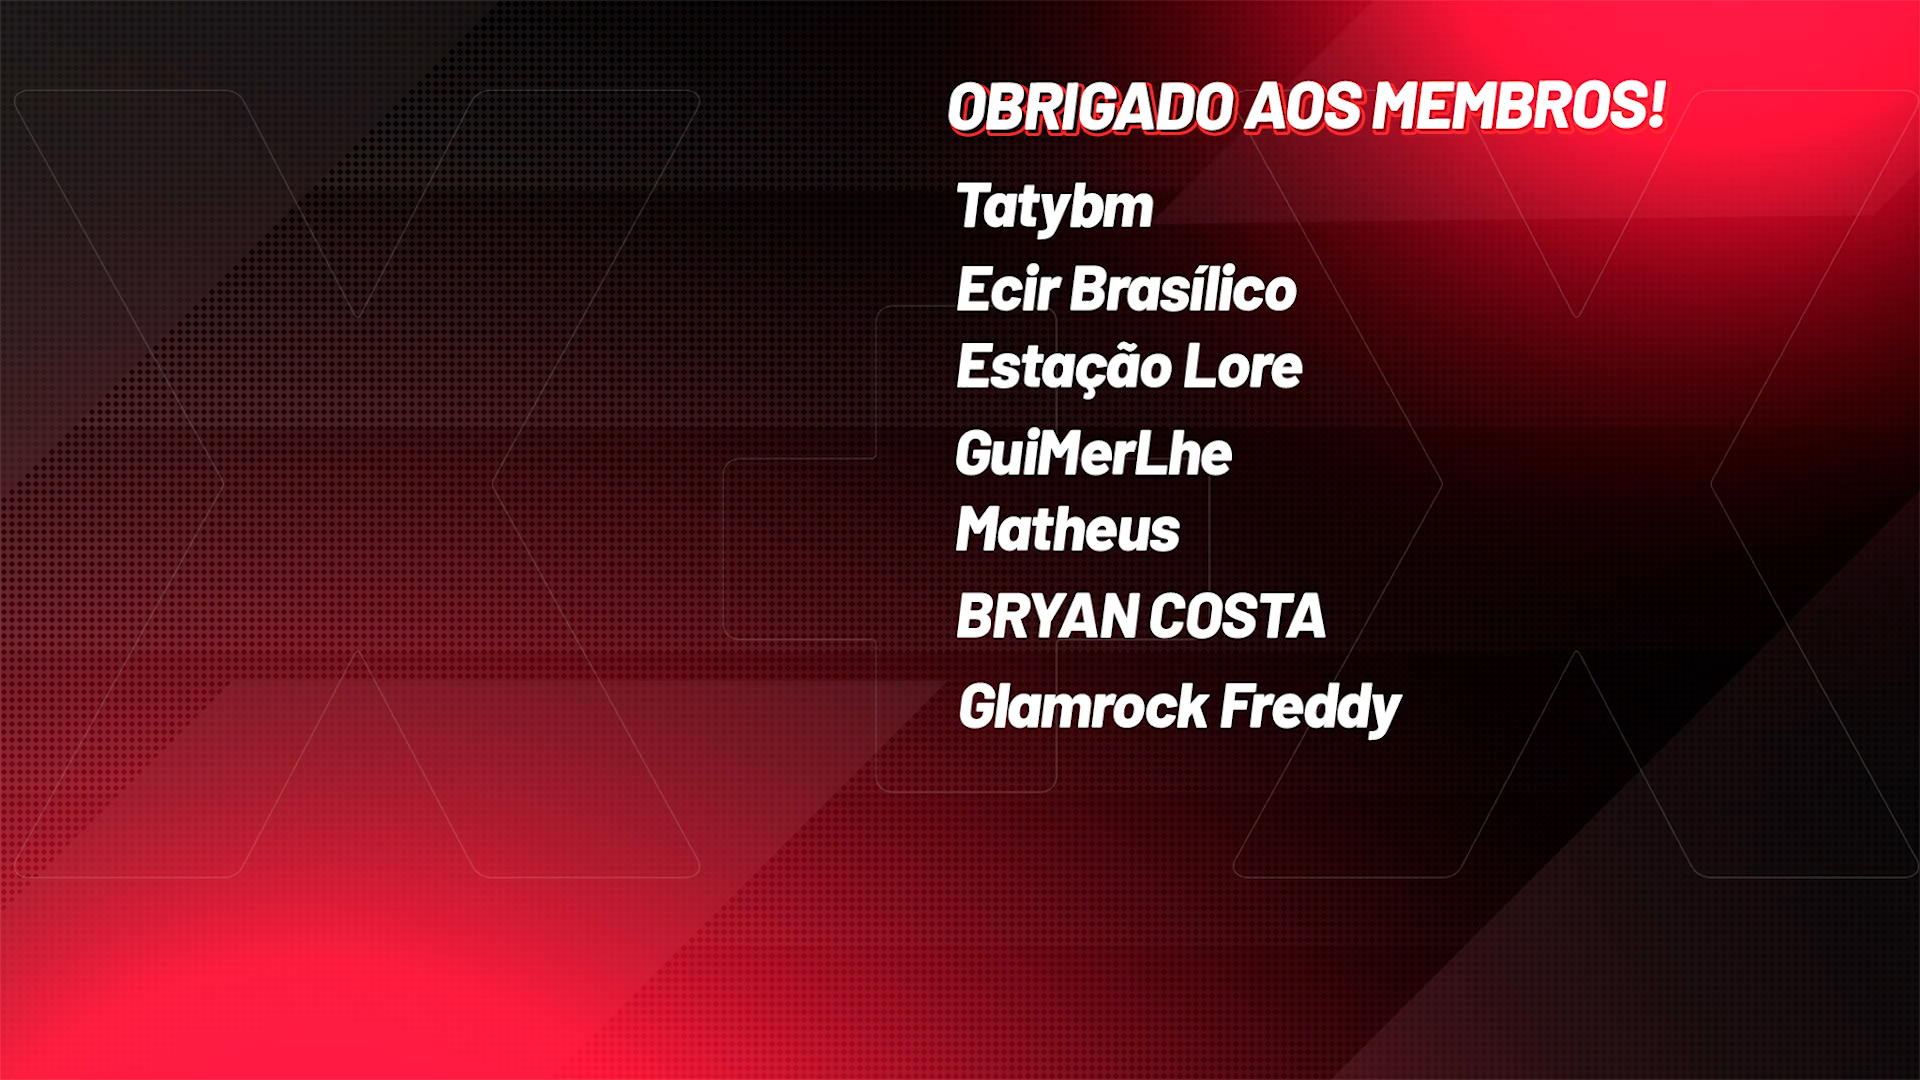 OBRIGADO AOS MEMBROS!
Tatybm
Ecir Brasílico
Estação Lore
GuiMerLhe
Matheus
BRYAN COSTA
Glamrock Freddy